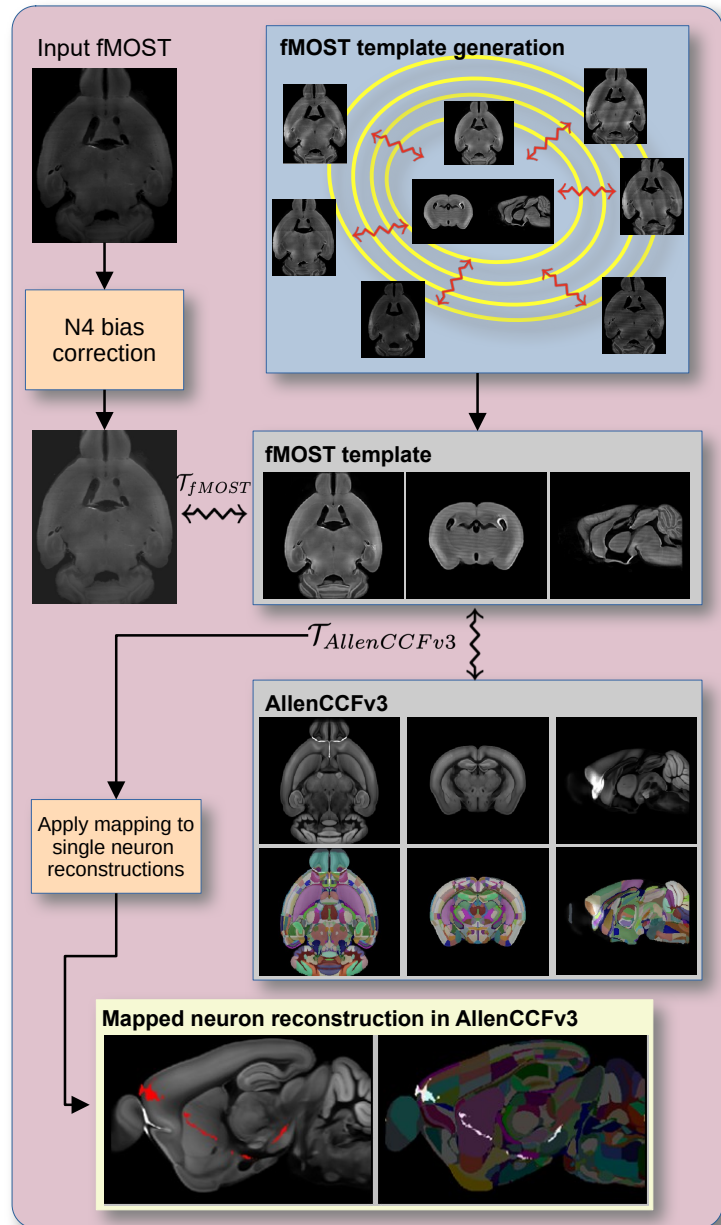 Input fMOST
fMOST template generation
N4 bias
correction
fMOST template
𝒯fMOST
𝒯AllenCCFv3
AllenCCFv3
Apply mapping to
single neuron
reconstructions
Mapped neuron reconstruction in AllenCCFv3